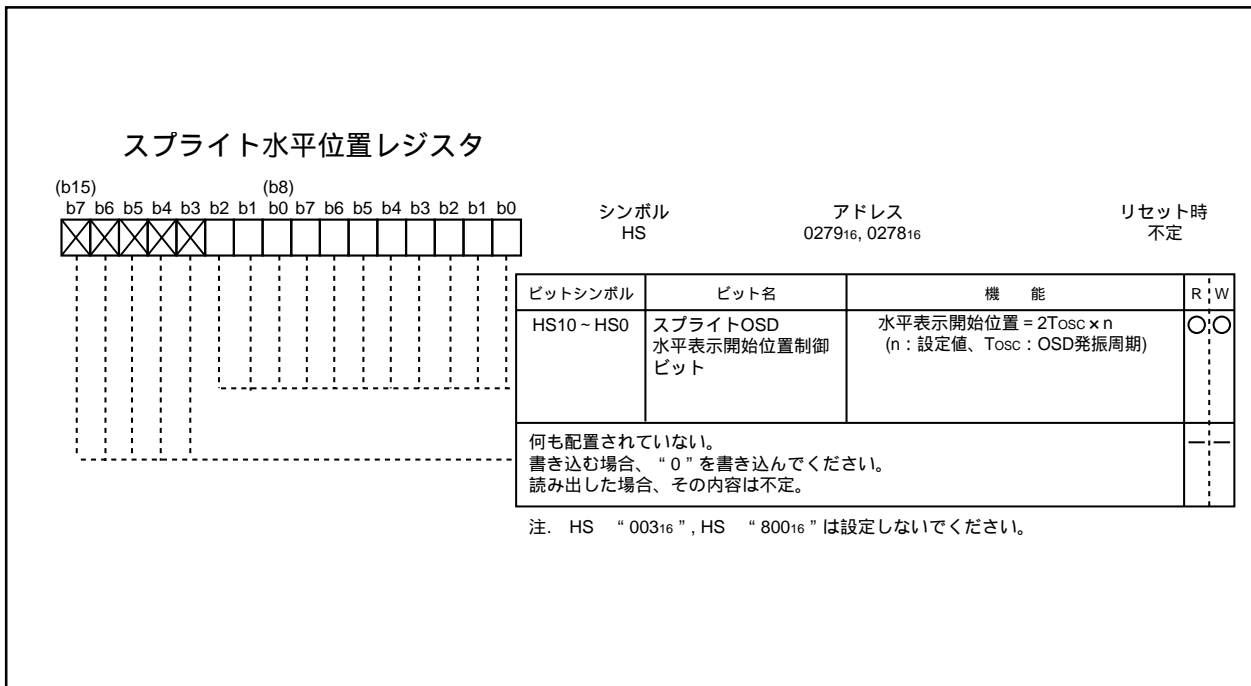 スプライト水平位置レジスタ
(b15) (b8)
b7 b6 b5 b4 b3 b2 b1 b0 b7 b6 b5 b4 b3 b2 b1 b0
シンボル アドレス リセット時
HS 027916, 027816 不定
ビットシンボル ビット名 機 能 R W
HS10~HS0 スプライトOSD 水平表示開始位置 = 2TOSC × n ○ ○
水平表示開始位置制御 (n:設定値、TOSC:OSD発振周期)
ビット
何も配置されていない。 — —
書き込む場合、“0”を書き込んでください。
読み出した場合、その内容は不定。
注. HS “00316”, HS “80016”は設定しないでください。